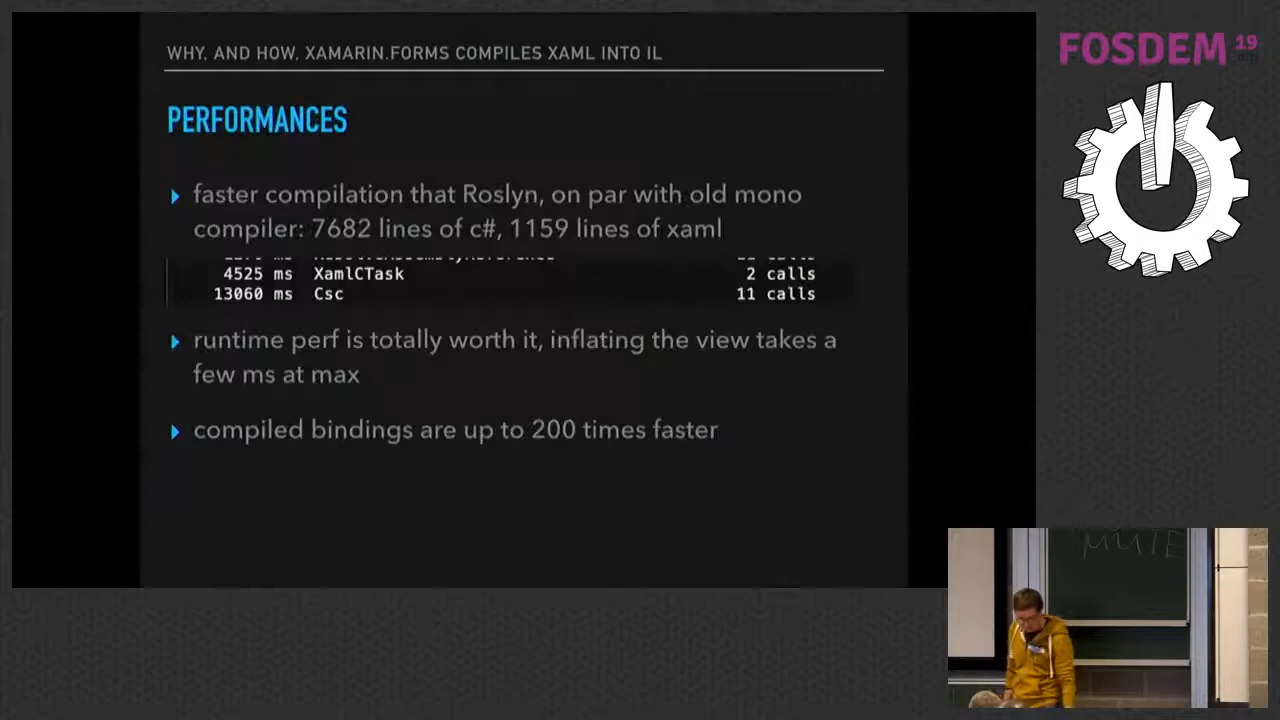 WHY, AND HOW, XAMARIN.FORMS COMPILES XAML INTO IL
FOSDEM 19
PERFORMANCES
faster compilation that Roslyn, on par with old mono
compiler: 7682 lines of c#, 1159 lines of xaml
4525 ms XamlCTask 2 calls
13060 ms Csc 11 calls
runtime perf is totally worth it, inflating the view takes a
few ms at max
compiled bindings are up to 200 times faster
MUTE